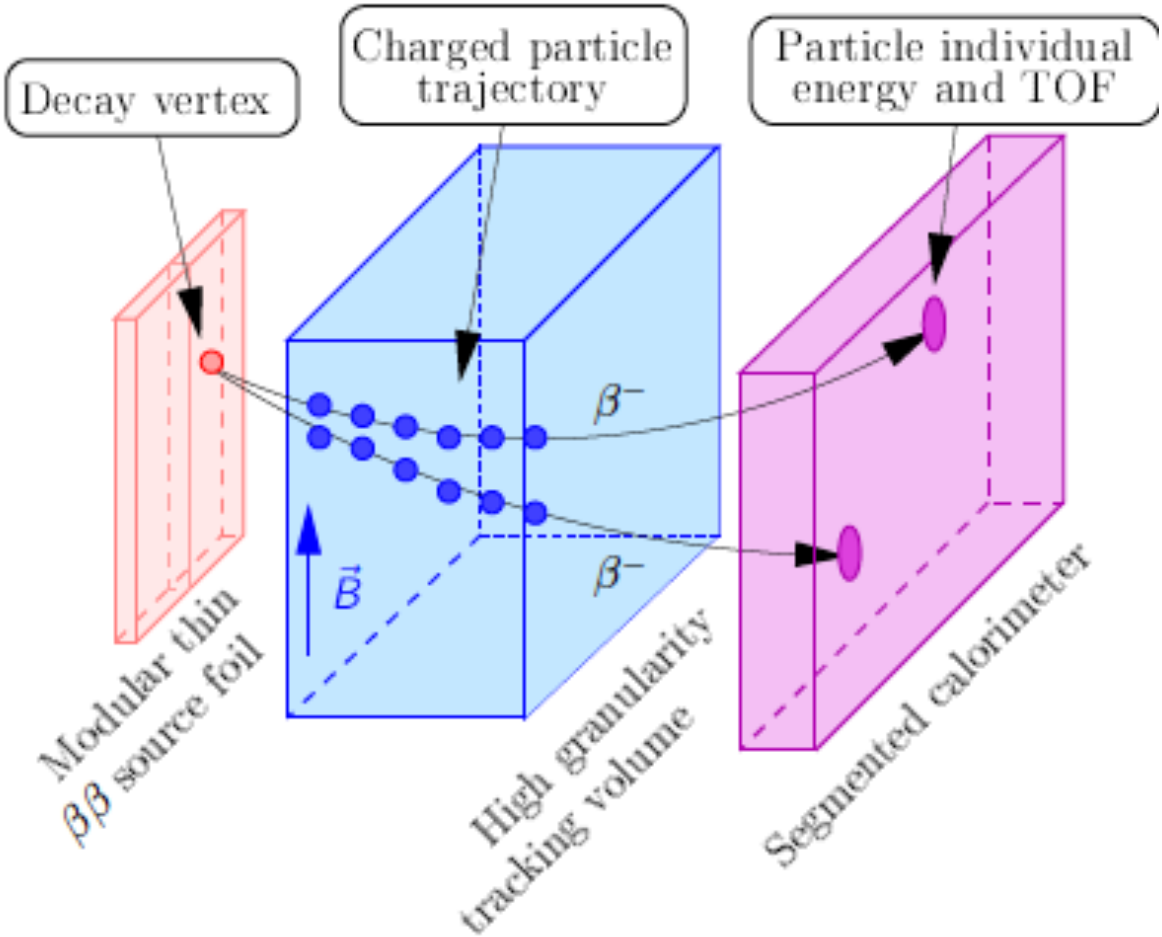 Decay vertex
Charged particle
trajectory
Particle individual
energy and TOF
β⁻
β⁻
B⃗
Modular thin
ββ source foil
High granularity
tracking volume
Segmented calorimeter